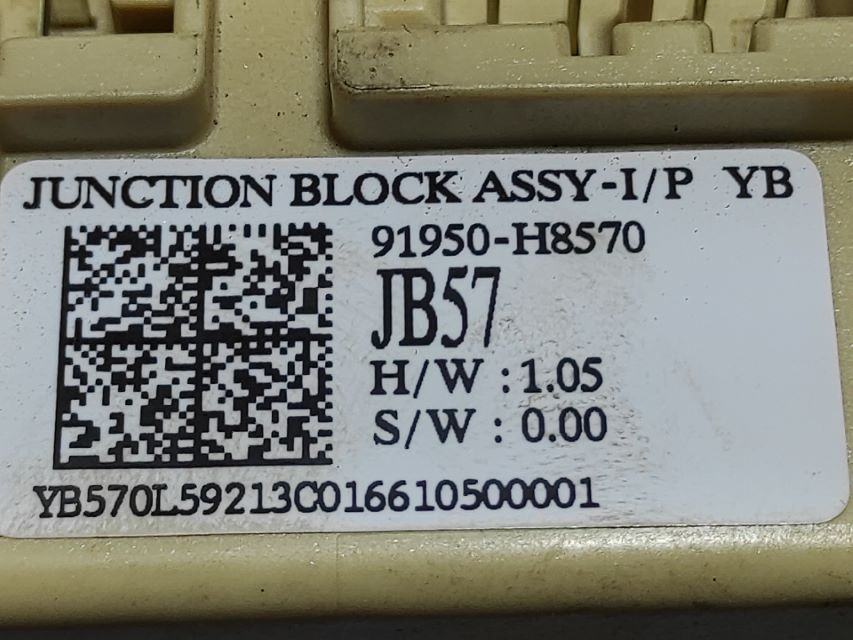 JUNCTION BLOCK ASSY-I/P YB
91950-H8570
JB57
H/W : 1.05
S/W : 0.00
YB570L59213C016610500001